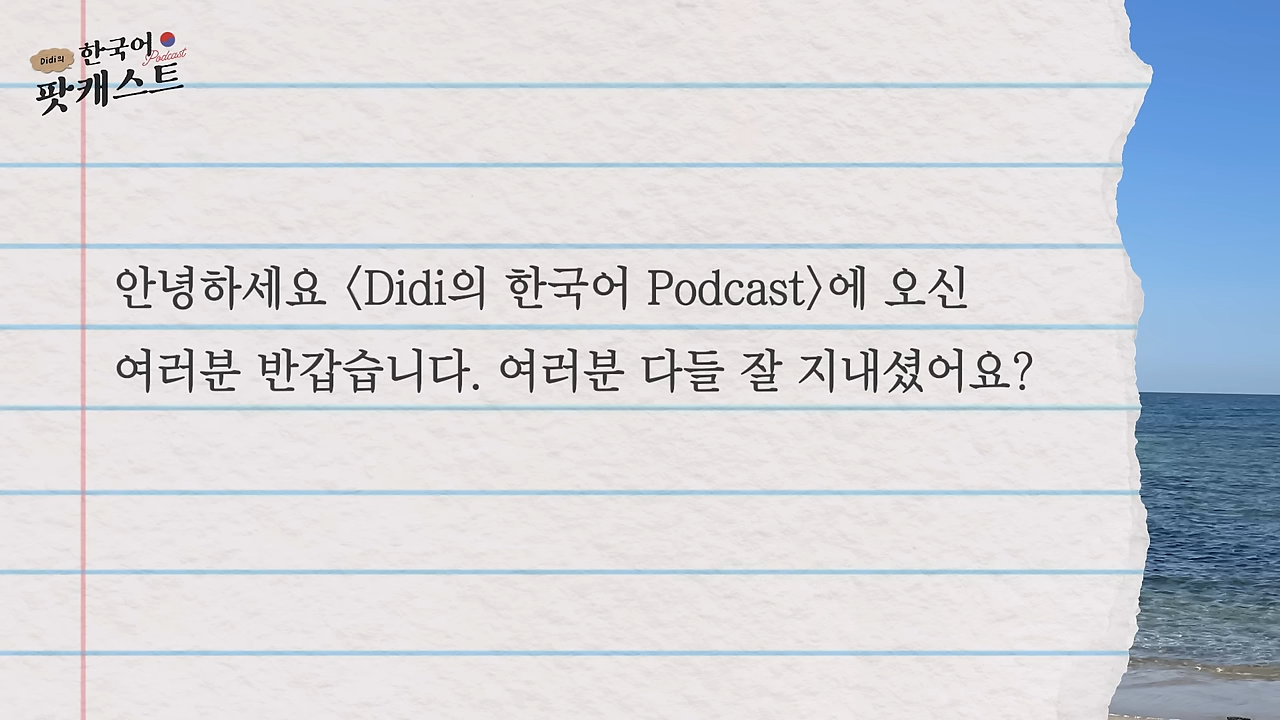 Didi의
한국어
Podcast
팟캐스트
안녕하세요 〈Didi의 한국어 Podcast〉에 오신
여러분 반갑습니다. 여러분 다들 잘 지내셨어요?